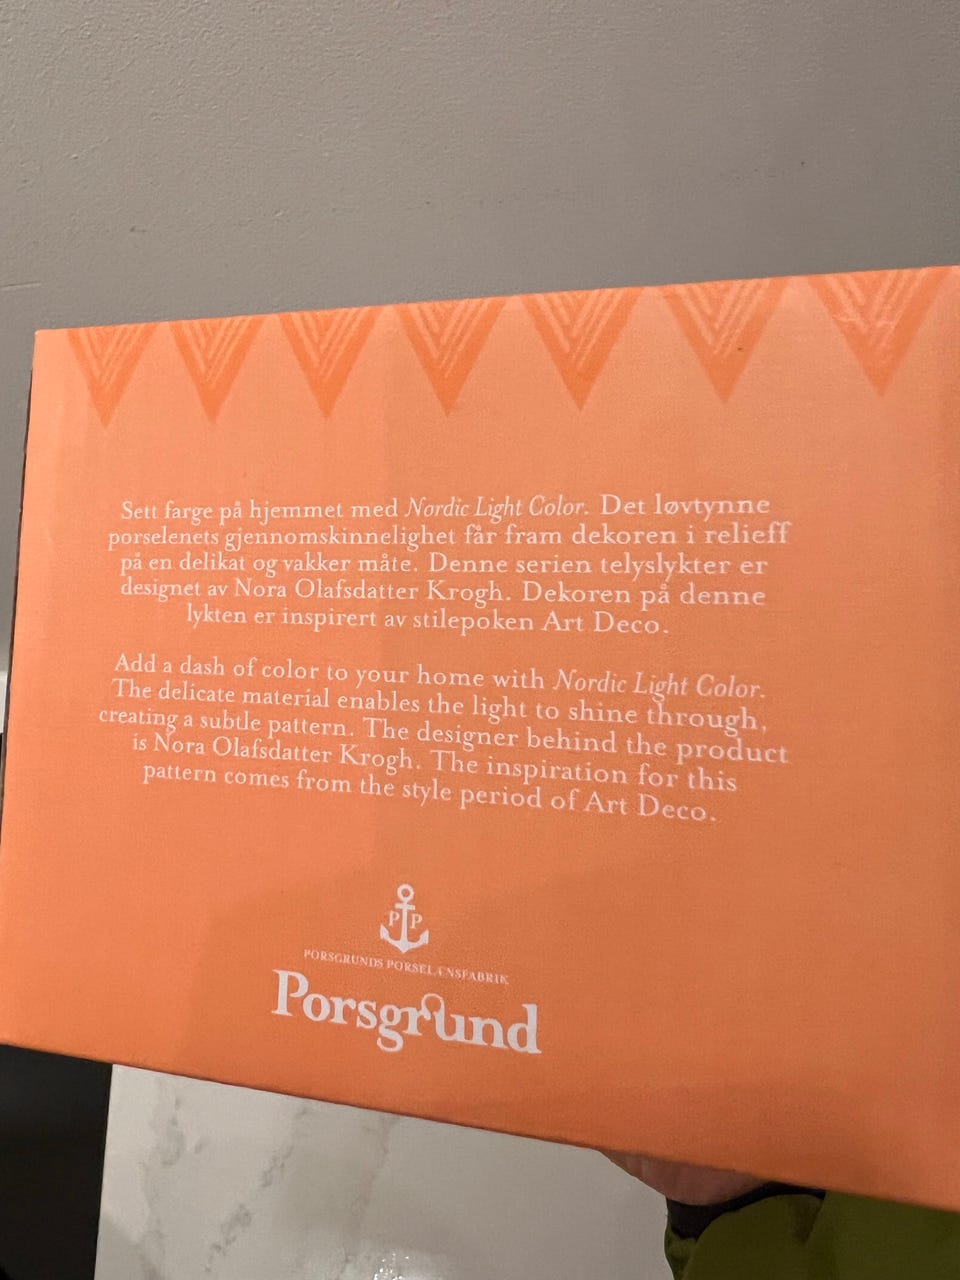 Sett farge på hjemmet med Nordic Light Color. Det løvtynne
porselenets gjennomskinnelighet får fram dekoren i relieff
på en delikat og vakker måte. Denne serien telyslykter er
designet av Nora Olafsdatter Krogh. Dekoren på denne
lykten er inspirert av stilepoken Art Deco.
Add a dash of color to your home with Nordic Light Color.
The delicate material enables the light to shine through,
creating a subtle pattern. The designer behind the product
is Nora Olafsdatter Krogh. The inspiration for this
pattern comes from the style period of Art Deco.
P P
PORSGRUNDS PORSELÆNSFABRIK
Porsgrund